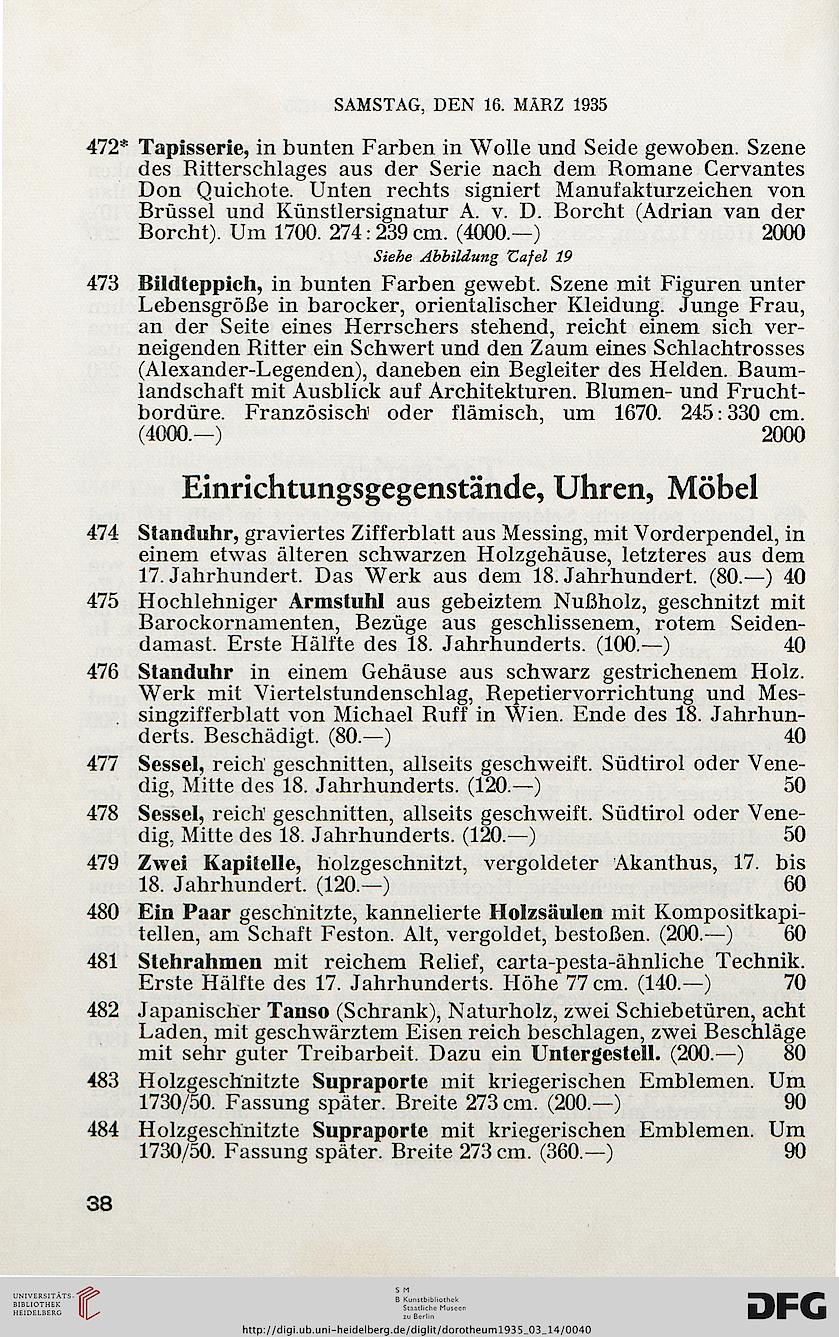 SAMSTAG, DEN 16. MÄRZ 1935
472* Tapisserie, in bunten Farben in Wolle und Seide gewoben. Szene
des Ritterschlages aus der Serie nach dem Romane Cervantes
Don Quichote. Unten rechts signiert Manufakturzeichen von
Brüssel und Künstlersignatur A. v. D. Borcht (Adrian van der
Borcht). Um 1700. 274 : 239 cm. (4000.—) 2000
Siehe Abbildung Tafel 19
473 Bildteppich, in bunten Farben gewebt. Szene mit Figuren unter
Lebensgröße in barocker, orientalischer Kleidung. Junge Frau,
an der Seite eines Herrschers stehend, reicht einem sich ver-
neigenden Ritter ein Schwert und den Zaum eines Schlachtrosses
(Alexander-Legenden), daneben ein Begleiter des Helden. Baum-
landschaft mit Ausblick auf Architekturen. Blumen- und Frucht-
bordüre. Französisch oder flämisch, um 1670. 245 : 330 cm.
(4000.—) 2000
Einrichtungsgegenstände, Uhren, Möbel
474 Standuhr, graviertes Zifferblatt aus Messing, mit Vorderpendel, in
einem etwas älteren schwarzen Holzgehäuse, letzteres aus dem
17. Jahrhundert. Das Werk aus dem 18. Jahrhundert. (80.—) 40
475 Hochlehniger Armstuhl aus gebeiztem Nußholz, geschnitzt mit
Barockornamenten, Bezüge aus geschlissenem, rotem Seiden-
damast. Erste Hälfte des 18. Jahrhunderts. (100.—) 40
476 Standuhr in einem Gehäuse aus schwarz gestrichenem Holz.
Werk mit Viertelstundenschlag, Repetiervorrichtung und Mes-
singzifferblatt von Michael Ruff in Wien. Ende des 18. Jahrhun-
derts. Beschädigt. (80.—) 40
477 Sessel, reich geschnitten, allseits geschweift. Südtirol oder Vene-
dig, Mitte des 18. Jahrhunderts. (120.—) 50
478 Sessel, reich geschnitten, allseits geschweift. Südtirol oder Vene-
dig, Mitte des 18. Jahrhunderts. (120.—) 50
479 Zwei Kapitelle, holzgeschnitzt, vergoldeter Akanthus, 17. bis
18. Jahrhundert. (120.—) 60
480 Ein Paar geschnitzte, kannelierte Holzsäulen mit Kompositkapi-
tellen, am Schaft Feston. Alt, vergoldet, bestoßen. (200.—) 60
481 Stehrahmen mit reichem Relief, carta-pesta-ähnliche Technik.
Erste Hälfte des 17. Jahrhunderts. Höhe 77 cm. (140.—) 70
482 Japanischer Tanso (Schrank), Naturholz, zwei Schiebetüren, acht
Laden, mit geschwärztem Eisen reich beschlagen, zwei Beschläge
mit sehr guter Treibarbeit. Dazu ein Untergestell. (200.—) 80
483 Holzgeschnitzte Supraporte mit kriegerischen Emblemen. Um
1730/50. Fassung später. Breite 273 cm. (200.—) 90
484 Holzgeschnitzte Supraporte mit kriegerischen Emblemen. Um
1730/50. Fassung später. Breite 273 cm. (360.—) 90
38
UNIVERSITÄTS-
BIBLIOTHEK
HEIDELBERG
S M
B Kunstbibliothek
Staatliche Museen
zu Berlin
DFG
http://digi.ub.uni-heidelberg.de/diglit/dorotheum1935_03_14/0040